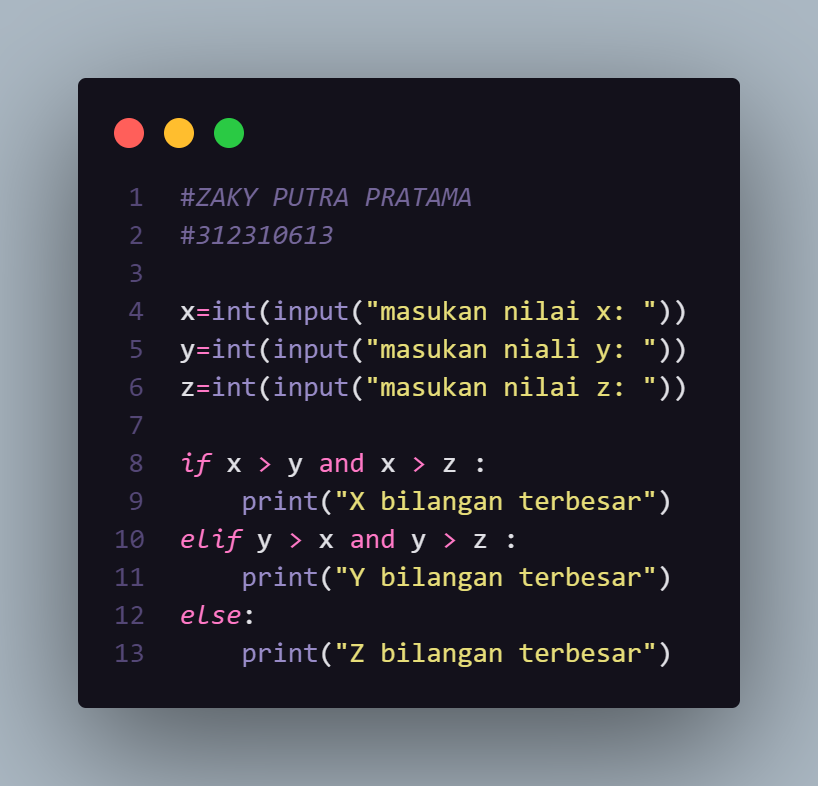 1 #ZAKY PUTRA PRATAMA
2 #312310613
3
4 x=int(input("masukan nilai x: "))
5 y=int(input("masukan niali y: "))
6 z=int(input("masukan nilai z: "))
7
8 if x > y and x > z :
9     print("X bilangan terbesar")
10 elif y > x and y > z :
11     print("Y bilangan terbesar")
12 else:
13     print("Z bilangan terbesar")